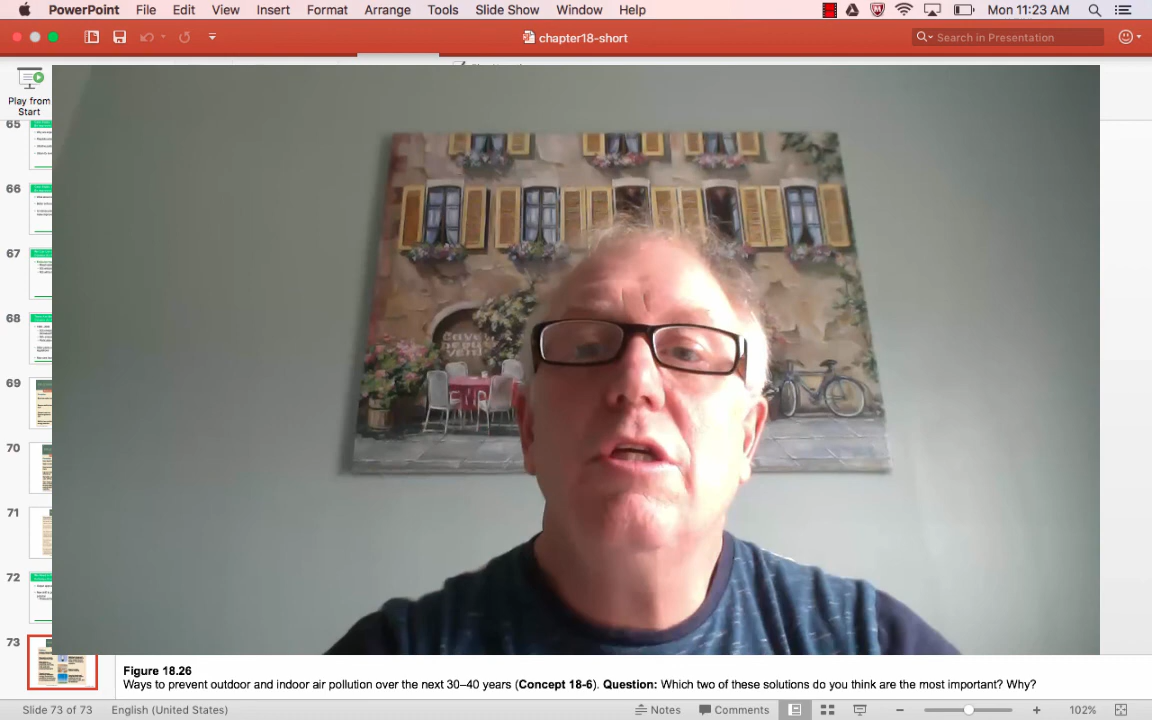 PowerPoint File Edit View Insert Format Arrange Tools Slide Show Window Help Mon 11:23 AM
chapter18-short
Search in Presentation
Play from
Start
65
66
67
68
69
70
71
72
73
Figure 18.26
Ways to prevent outdoor and indoor air pollution over the next 30–40 years (Concept 18-6). Question: Which two of these solutions do you think are the most important? Why?
Slide 73 of 73 English (United States) Notes Comments 102%